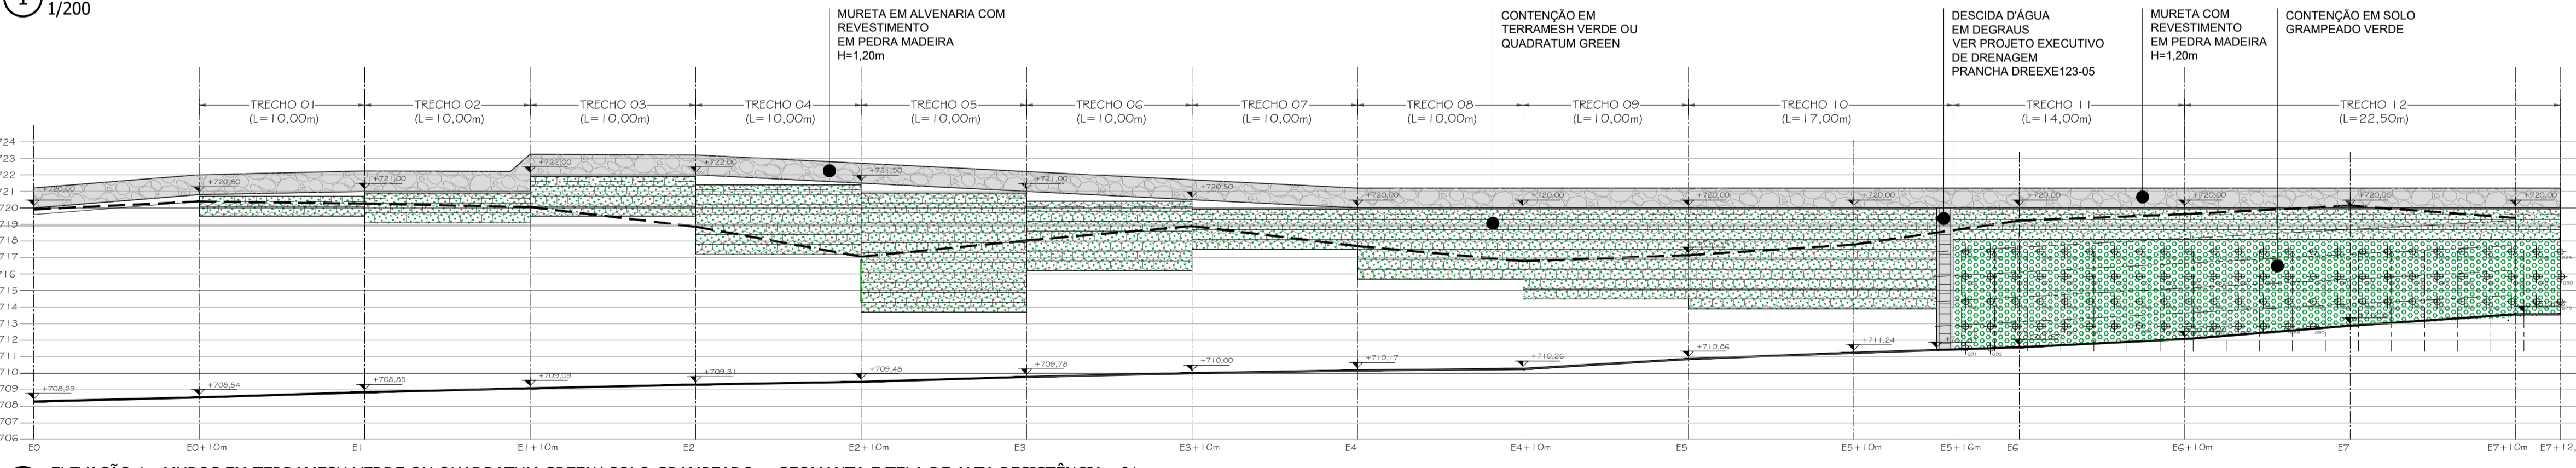 1/200
MURETA EM ALVENARIA COM
REVESTIMENTO
EM PEDRA MADEIRA
H=1,20m
CONTENÇÃO EM
TERRAMESH VERDE OU
QUADRATUM GREEN
DESCIDA D'ÁGUA
EM DEGRAUS
VER PROJETO EXECUTIVO
DE DRENAGEM
PRANCHA DREEXE123-05
MURETA COM
REVESTIMENTO
EM PEDRA MADEIRA
H=1,20m
CONTENÇÃO EM SOLO
GRAMPEADO VERDE
TRECHO 01
(L=10,00m)
TRECHO 02
(L=10,00m)
TRECHO 03
(L=10,00m)
TRECHO 04
(L=10,00m)
TRECHO 05
(L=10,00m)
TRECHO 06
(L=10,00m)
TRECHO 07
(L=10,00m)
TRECHO 08
(L=10,00m)
TRECHO 09
(L=10,00m)
TRECHO 10
(L=17,00m)
TRECHO 11
(L=14,00m)
TRECHO 12
(L=22,50m)
724
723
722
721
720
719
718
717
716
715
714
713
712
711
710
709
708
707
706
+720,00
+720,80
+721,00
+722,00
+722,00
+721,50
+721,00
+720,50
+720,00
+720,00
+720,00
+720,00
+720,00
+720,00
+720,00
+720,00
+708,29
+708,54
+708,85
+709,09
+709,31
+709,48
+709,78
+710,00
+710,17
+710,26
+710,86
+711,24
E0
E0+10m
E1
E1+10m
E2
E2+10m
E3
E3+10m
E4
E4+10m
E5
E5+10m
E5+16m
E6
E6+10m
E7
E7+10m